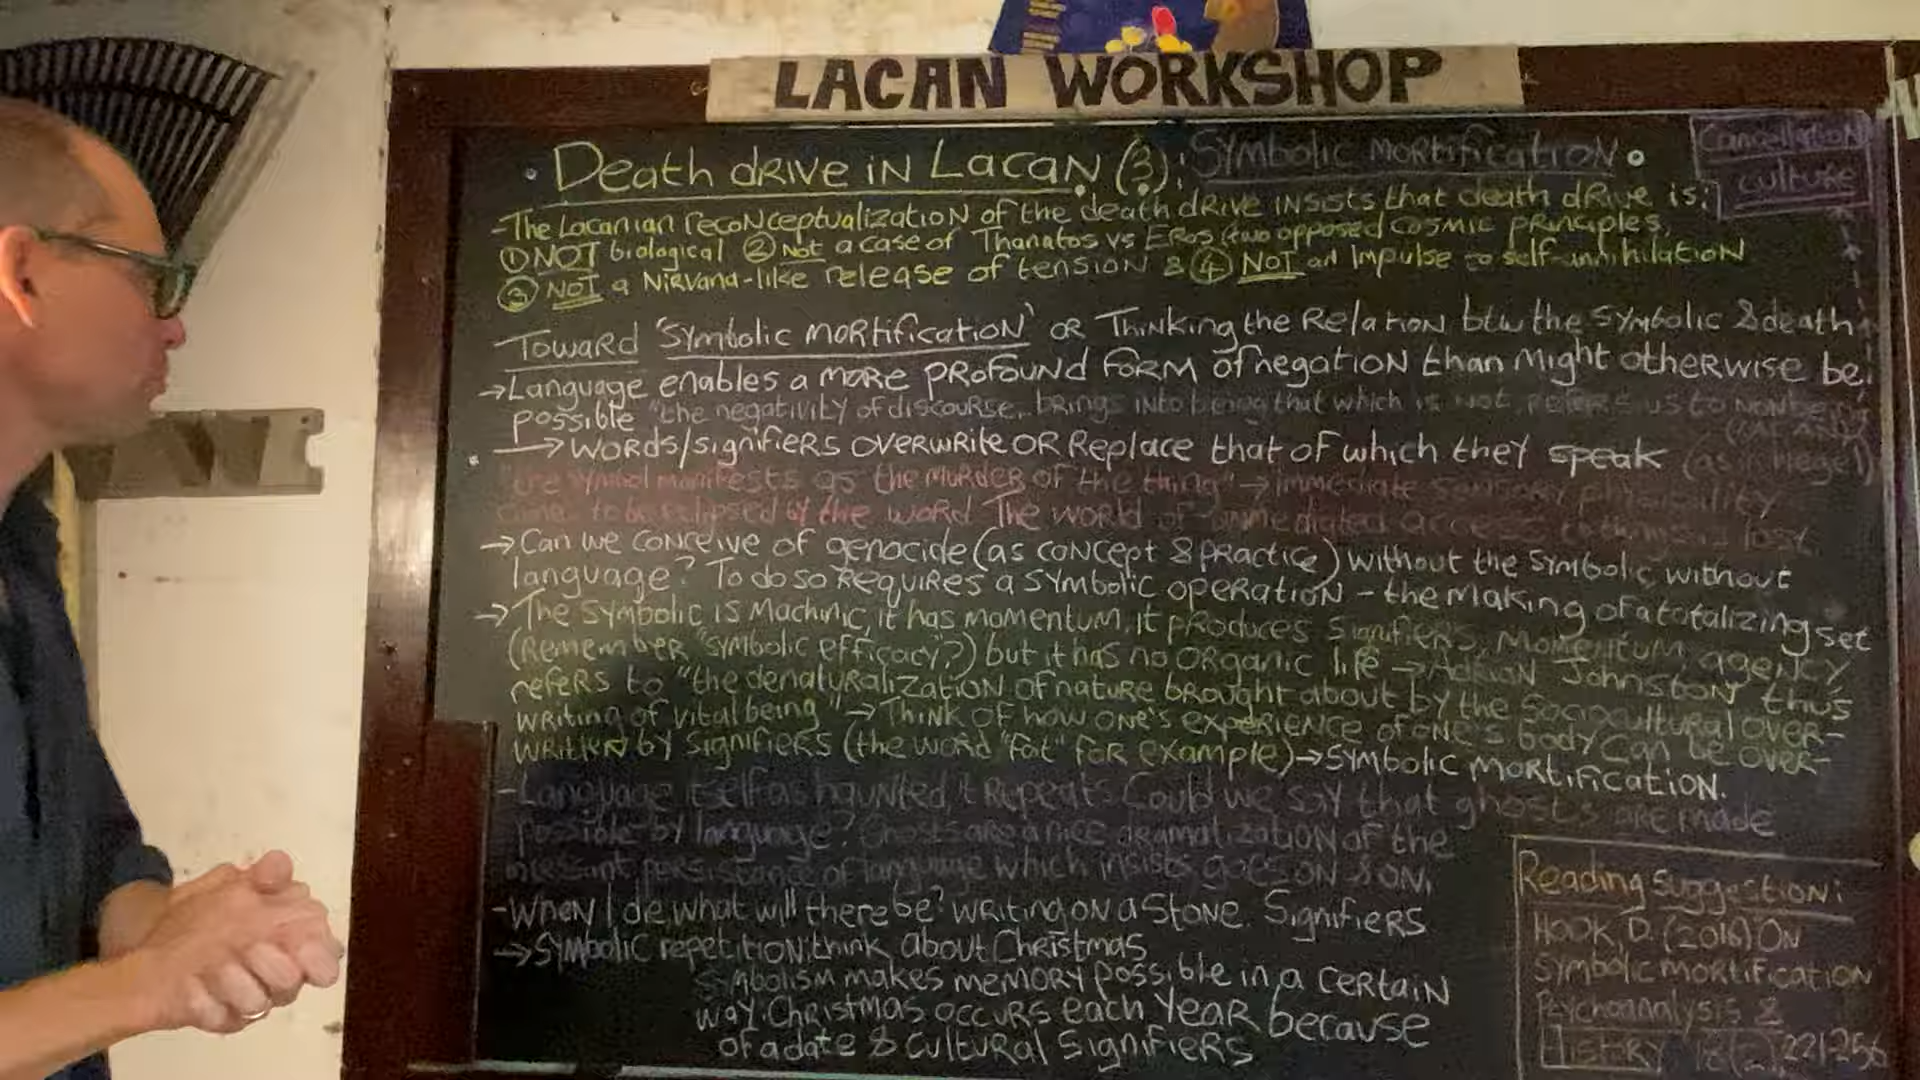 LACAN WORKSHOP
Death drive in Lacan (3): Symbolic mortification
Cancellation
culture
-The Lacanian reconceptualization of the death drive insists that death drive is:
① NOT biological ② Not a case of Thanatos vs Eros (two opposed cosmic principles,
③ NOT a Nirvana-like release of tension & ④ NOT an impulse to self-annihilation
Toward 'symbolic mortification' or Thinking the Relation btw the symbolic & death
→Language enables a more profound form of negation than might otherwise be
possible "the negativity of discourse, brings into being that which is not, refers us to nonbeing
→words/signifiers overwrite or replace that of which they speak (as in Hegel)
"the symbol manifests as the murder of the thing" → immediate sensory
to be eclipsed by the word The world of access to lost
→Can we conceive of genocide (as concept & practice) without the symbolic, without
language? To do so requires a symbolic operation - the making of a totalizing set
→The symbolic is machinic, it has momentum, it produces signifiers, momentum, agency
(remember "symbolic efficacy"?) but it has no organic life → Adrian Johnston thus
refers to "the denaturalization of nature brought about by the sociocultural over-
writing of vital being" → Think of how one's experience of one's body can be over-
written by signifiers (the word "fat" for example) → symbolic mortification.
-Language itself as haunted, it repeats. Could we say that ghosts are made
possible by language? Ghosts are a nice dramatization of the
persistence of language which insists, goes on & on,
-When I die what will there be? writing on a stone. Signifiers
→Symbolic repetition: think about Christmas
Symbolism makes memory possible in a certain
way. Christmas occurs each year because
of a date & cultural signifiers
Reading suggestion:
Hook, D. (2016) On
symbolic mortification
Psychoanalysis &
History 18(2) 221-256